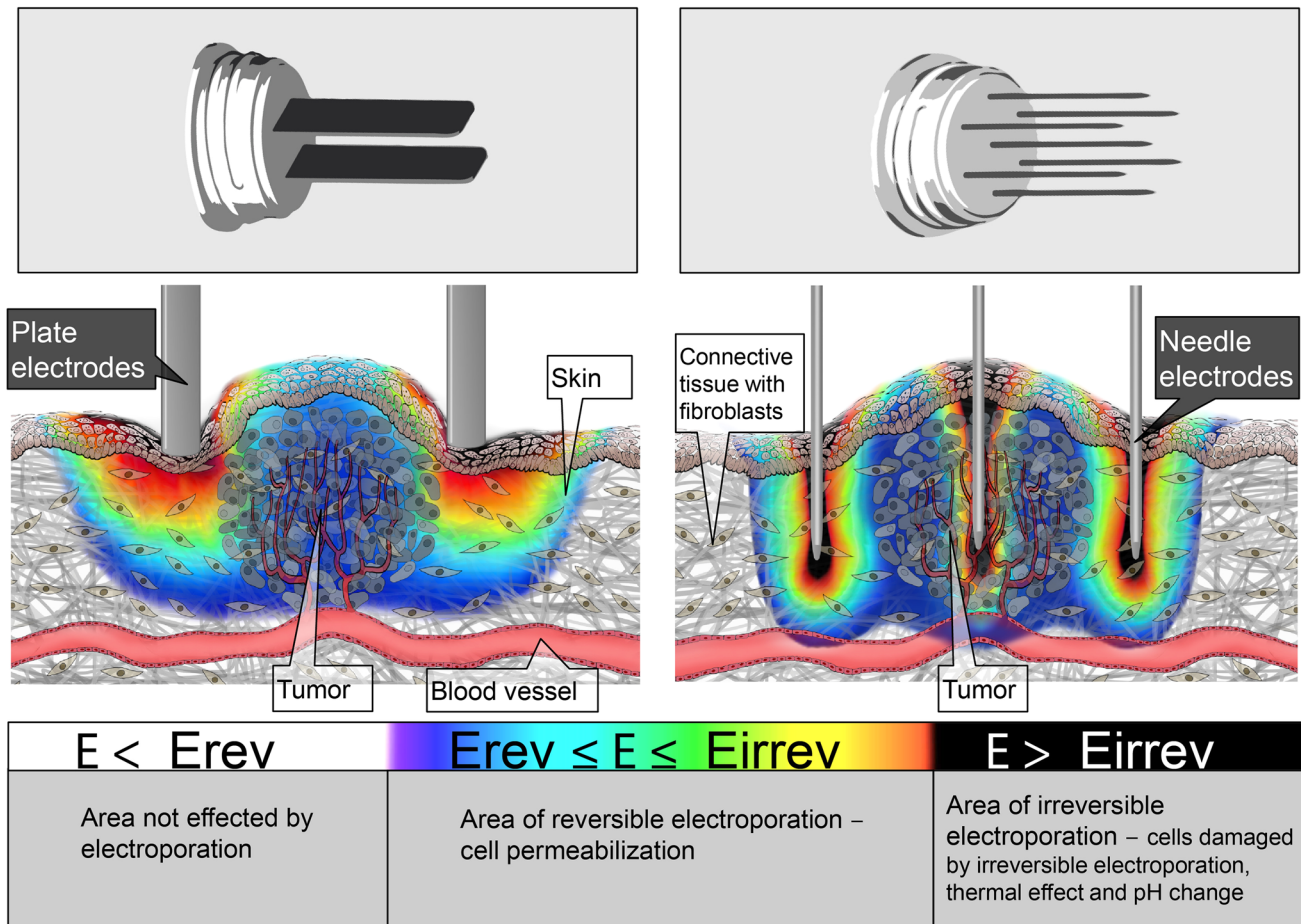 Plate
electrodes
Skin
Tumor
Blood vessel
Connective
tissue with
fibroblasts
Needle
electrodes
Tumor
E < Erev
Erev ≤ E ≤ Eirrev
E > Eirrev
Area not effected by
electroporation
Area of reversible electroporation –
cell permeabilization
Area of irreversible
electroporation – cells damaged
by irreversible electroporation,
thermal effect and pH change